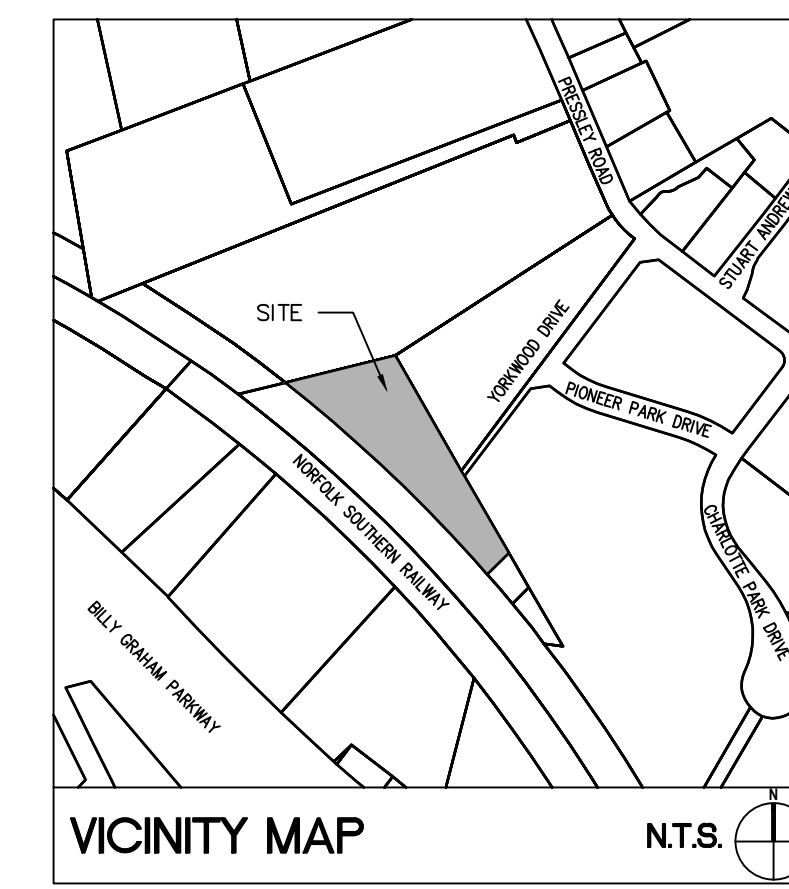 PRESSLEY ROAD
STUART ANDREW
SITE
YORKWOOD DRIVE
PIONEER PARK DRIVE
NORFOLK SOUTHERN RAILWAY
CHARLOTTE PARK DRIVE
BILLY GRAHAM PARKWAY
VICINITY MAP
N.T.S.
N